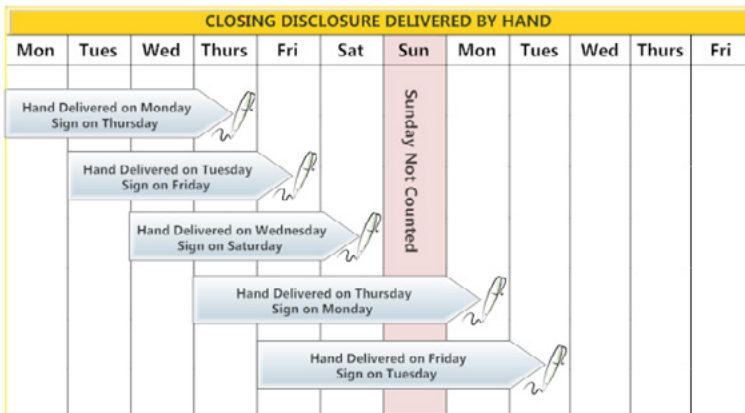 CLOSING DISCLOSURE DELIVERED BY HAND
Mon Tues Wed Thurs Fri Sat Sun Mon Tues Wed Thurs Fri
Hand Delivered on Monday
Sign on Thursday
Hand Delivered on Tuesday
Sign on Friday
Hand Delivered on Wednesday
Sign on Saturday
Sunday Not Counted
Hand Delivered on Thursday
Sign on Monday
Hand Delivered on Friday
Sign on Tuesday